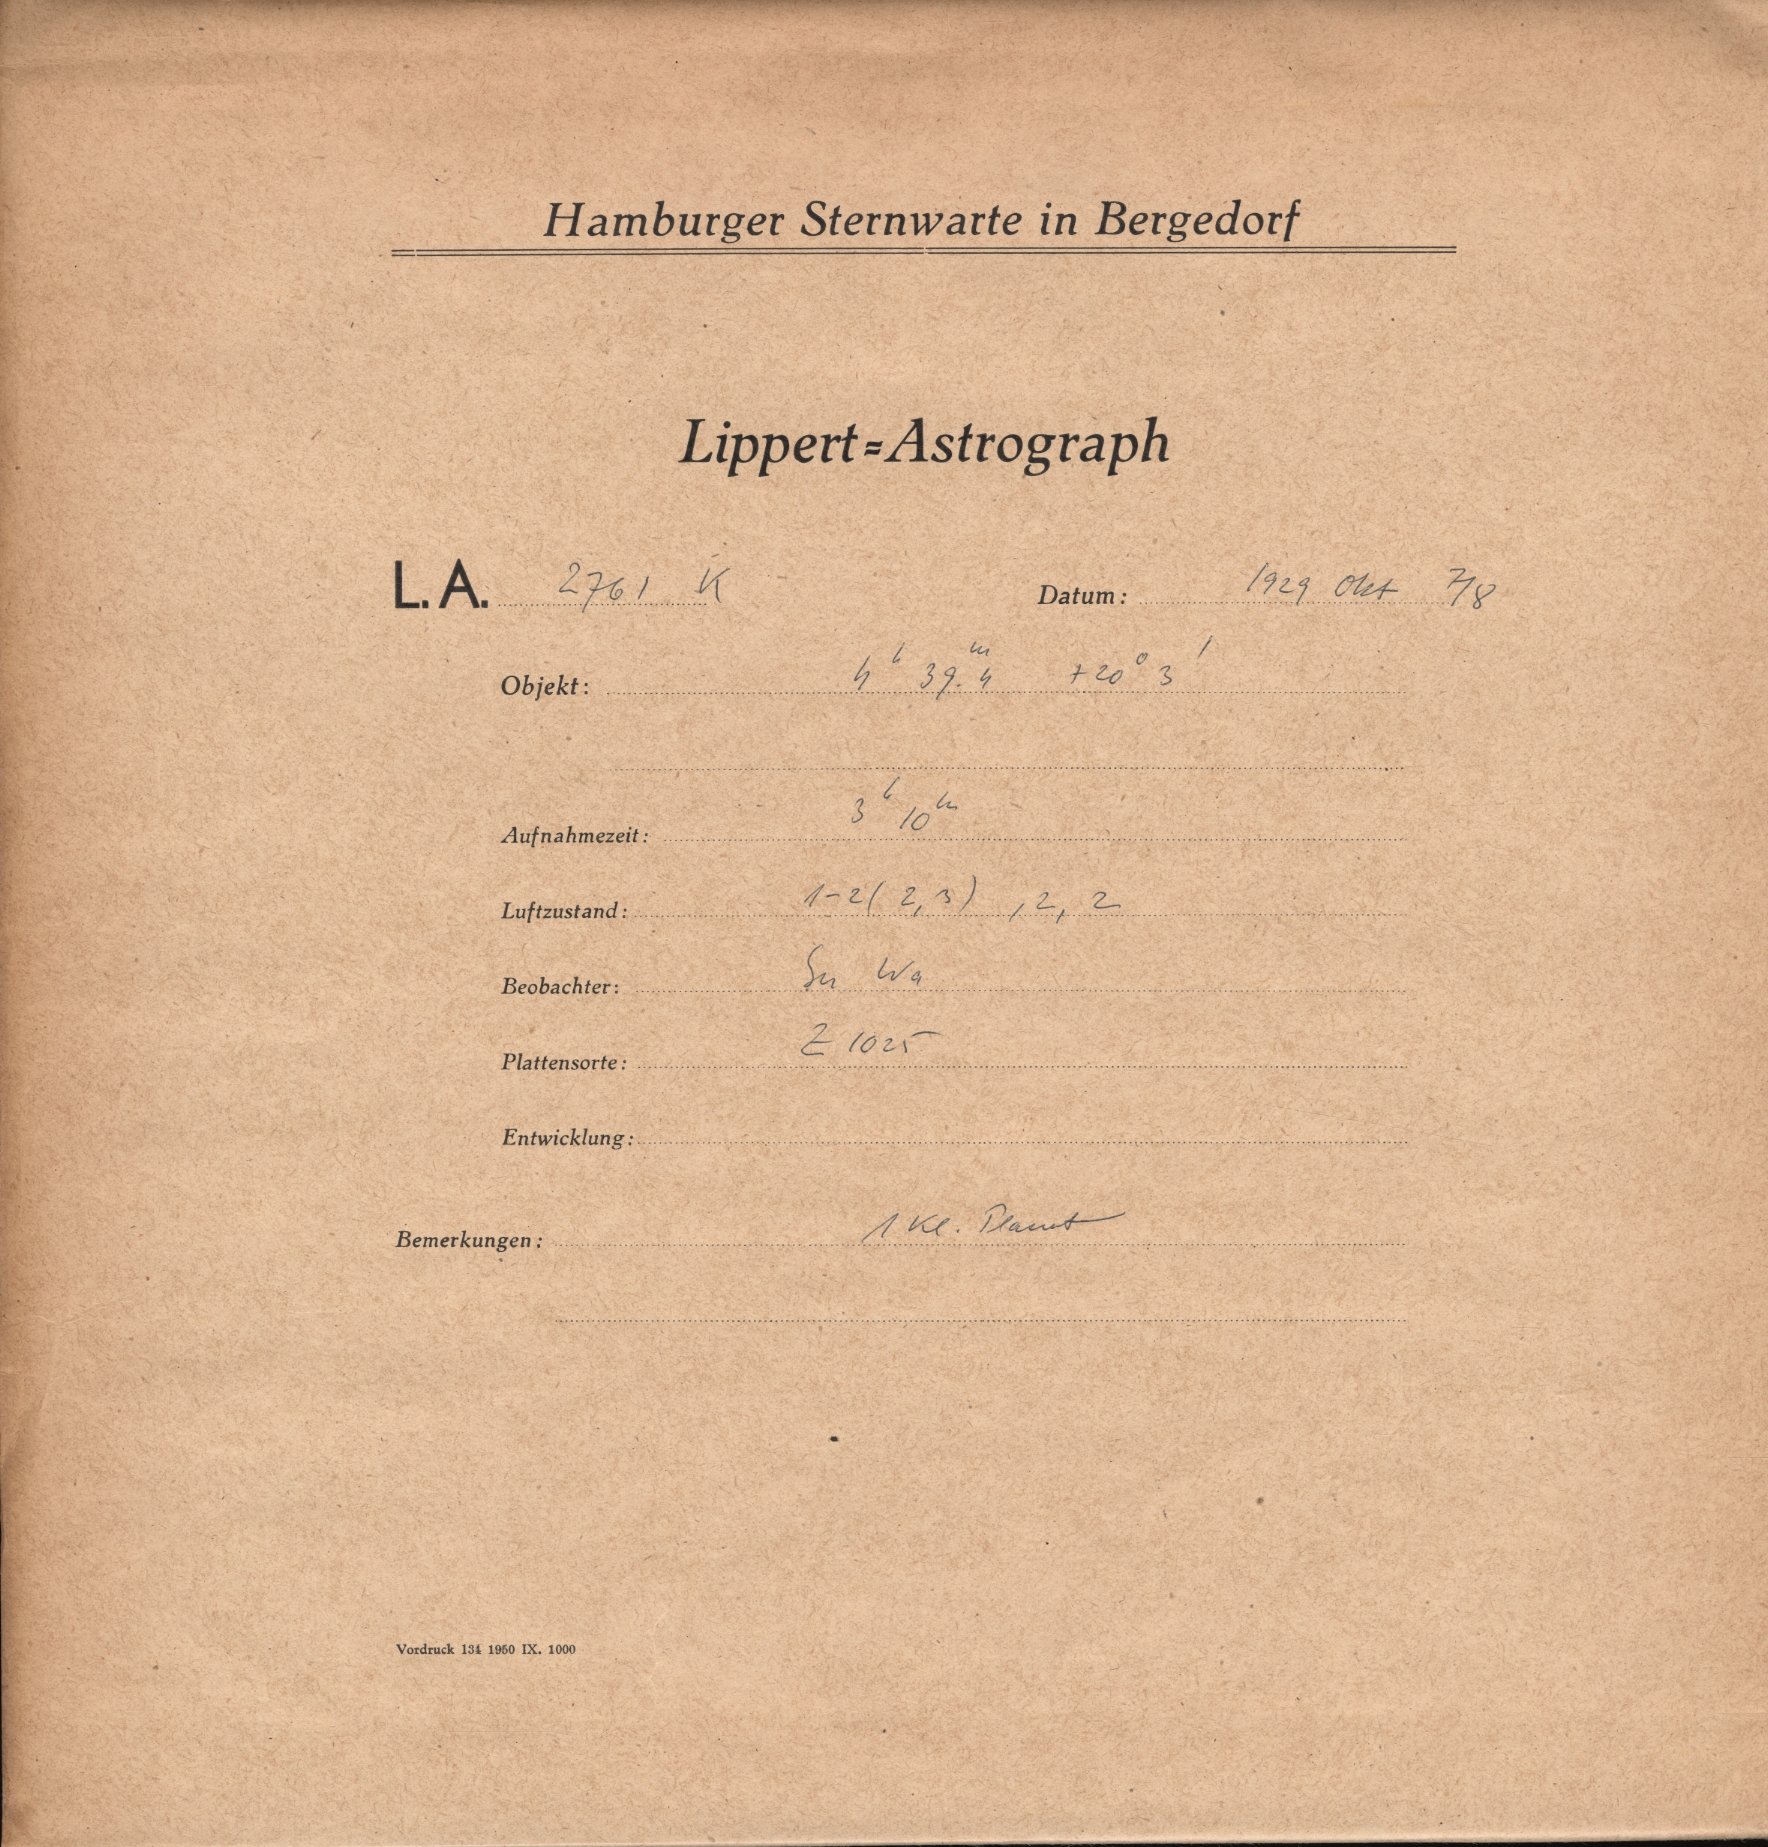 Hamburger Sternwarte in Bergedorf
Lippert=Astrograph
L. A. 2761 K Datum: 1929 Okt 7/8
Objekt: 4h 39.m4 +20° 3'
Aufnahmezeit: 3h 10m
Luftzustand: 1-2(2,3) , 2, 2
Beobachter: Wa
Plattensorte: Z 1025
Entwicklung:
Bemerkungen: 1 Kl. Planet
Vordruck 134 1950 IX. 1000